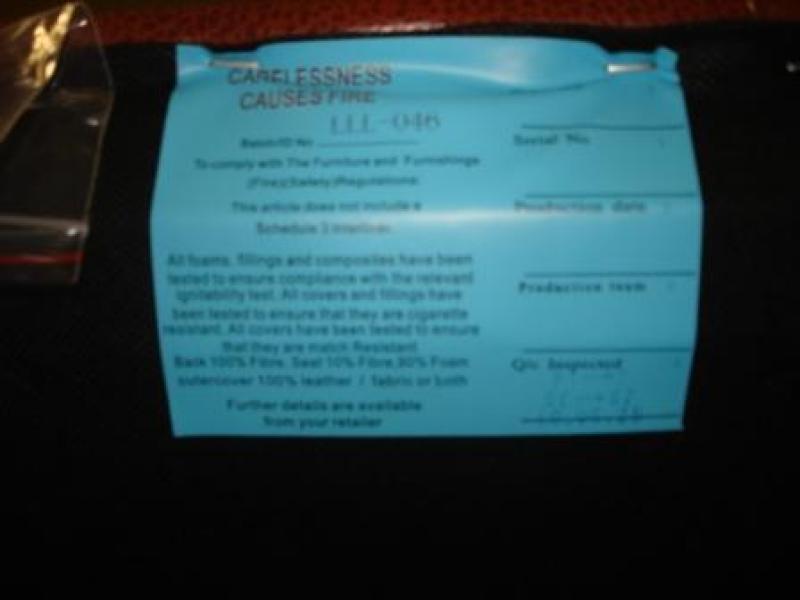 CARELESSNESS
CAUSES FIRE
LLL-046
Batch/ID No
To comply with The Furniture and Furnishings
(Fire)(Safety)Regulations:
This article does not include a
Schedule 3 interliner.
All foams, fillings and composites have been
tested to ensure compliance with the relevant
ignitability test. All covers and fillings have
been tested to ensure that they are cigarette
resistant. All covers have been tested to ensure
that they are match Resistant
Back 100% Fibre, Seat 10% Fibre, 90% Foam
outercover 100% leather / fabric or both
Further details are available
from your retailer
Serial No.
Production date
Production team
Q/c Inspected